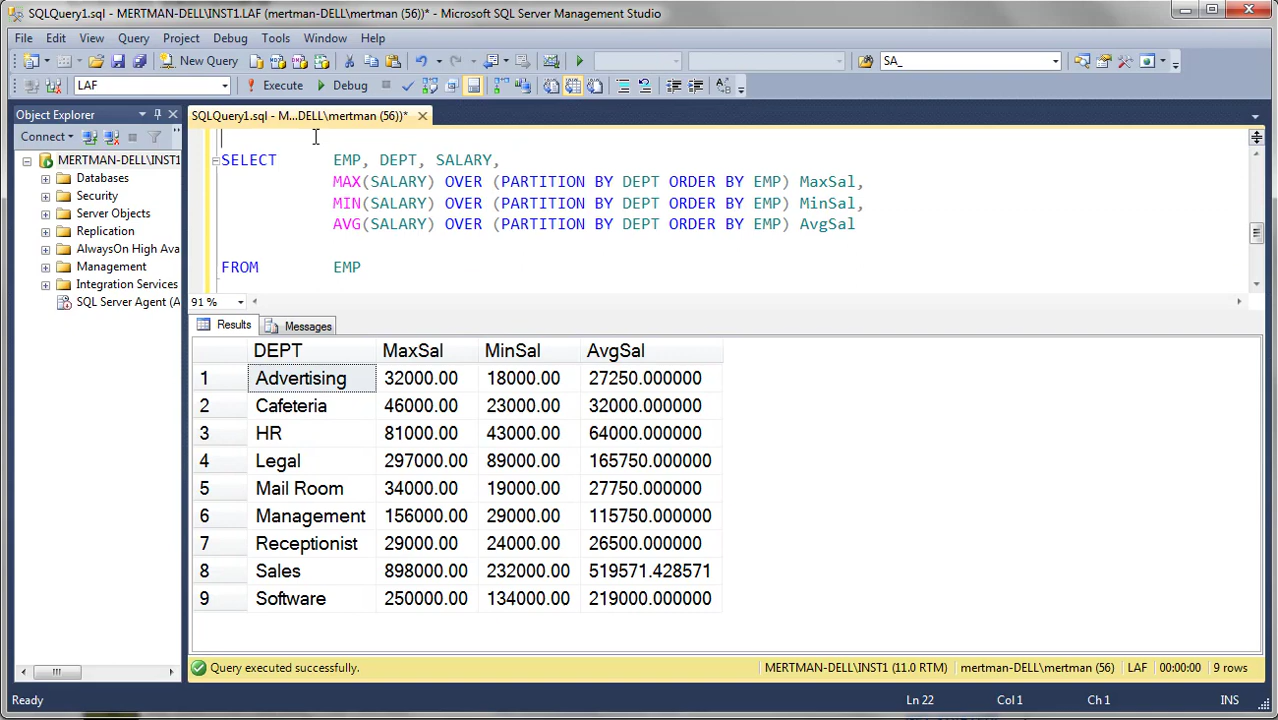 SQLQuery1.sql - MERTMAN-DELL\INST1.LAF (mertman-DELL\mertman (56))* - Microsoft SQL Server Management Studio
File Edit View Query Project Debug Tools Window Help
New Query SA_
LAF Execute Debug
Object Explorer SQLQuery1.sql - M...DELL\mertman (56))*
Connect
MERTMAN-DELL\INST1
Databases
Security
Server Objects
Replication
AlwaysOn High Ava
Management
Integration Services
SQL Server Agent (A
SELECT EMP, DEPT, SALARY,
MAX(SALARY) OVER (PARTITION BY DEPT ORDER BY EMP) MaxSal,
MIN(SALARY) OVER (PARTITION BY DEPT ORDER BY EMP) MinSal,
AVG(SALARY) OVER (PARTITION BY DEPT ORDER BY EMP) AvgSal
FROM EMP
91 %
Results Messages
DEPT MaxSal MinSal AvgSal
1 Advertising 32000.00 18000.00 27250.000000
2 Cafeteria 46000.00 23000.00 32000.000000
3 HR 81000.00 43000.00 64000.000000
4 Legal 297000.00 89000.00 165750.000000
5 Mail Room 34000.00 19000.00 27750.000000
6 Management 156000.00 29000.00 115750.000000
7 Receptionist 29000.00 24000.00 26500.000000
8 Sales 898000.00 232000.00 519571.428571
9 Software 250000.00 134000.00 219000.000000
Query executed successfully. MERTMAN-DELL\INST1 (11.0 RTM) mertman-DELL\mertman (56) LAF 00:00:00 9 rows
Ready Ln 22 Col 1 Ch 1 INS